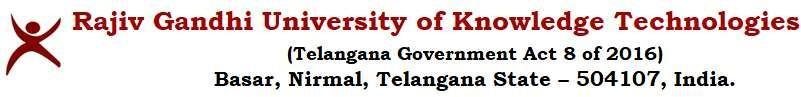 Rajiv Gandhi University of Knowledge Technologies
(Telangana Government Act 8 of 2016)
Basar, Nirmal, Telangana State – 504107, India.